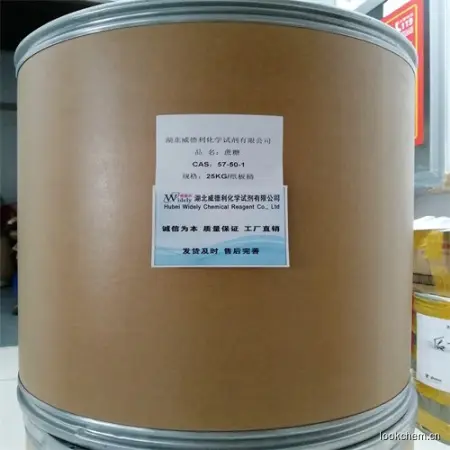 湖北威德利化学试剂有限公司
品 名：蔗糖
CAS：57-50-1
规格：25KG/纸板桶
Widely 湖北威德利化学试剂有限公司
Hubei Widely Chemical Reagent Co., Ltd
诚信为本 质量保证 工厂直销
发货及时 售后完善
lookchem.cn